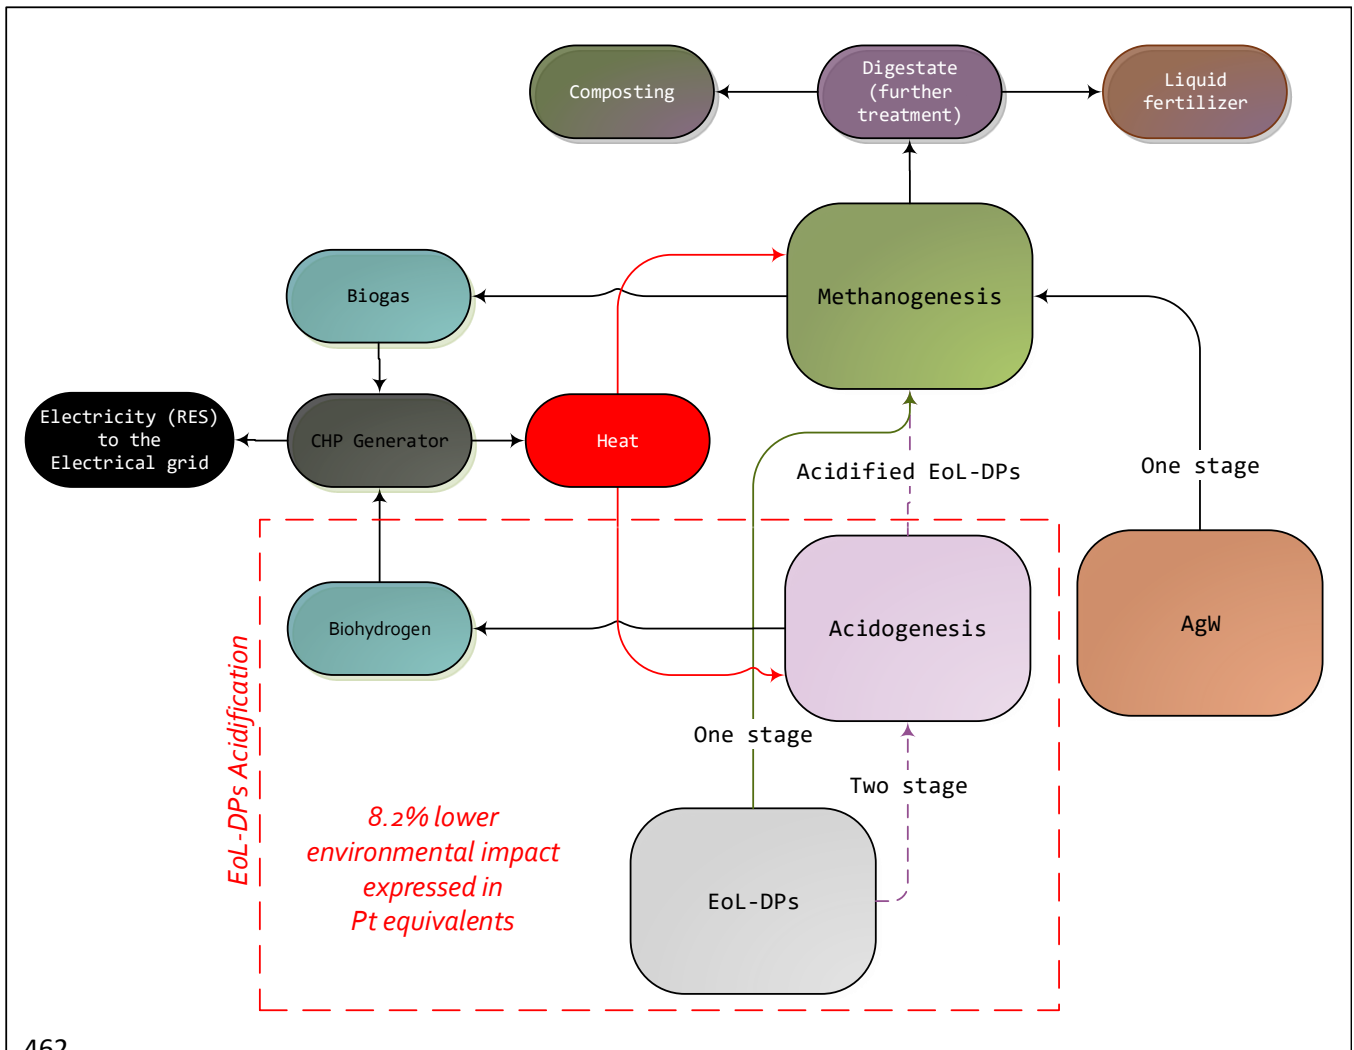 Composting
Digestate
(further
treatment)
Liquid
fertilizer
Methanogenesis
Biogas
Electricity (RES)
to the
Electrical grid
CHP Generator
Heat
Acidified EoL-DPs
One stage
Biohydrogen
Acidogenesis
AgW
EoL-DPs Acidification
One stage
Two stage
8.2% lower
environmental impact
expressed in
Pt equivalents
EoL-DPs
462